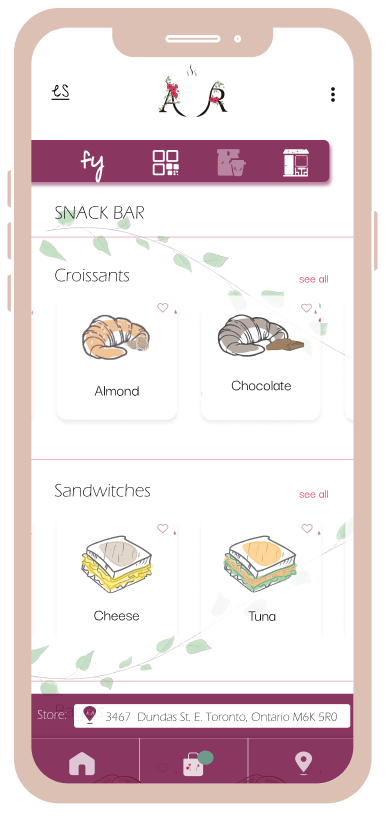 es
A R
fy
SNACK BAR
Croissants
see all
Almond
Chocolate
Sandwitches
see all
Cheese
Tuna
Store:
3467 Dundas St. E. Toronto, Ontario M6K 5R0